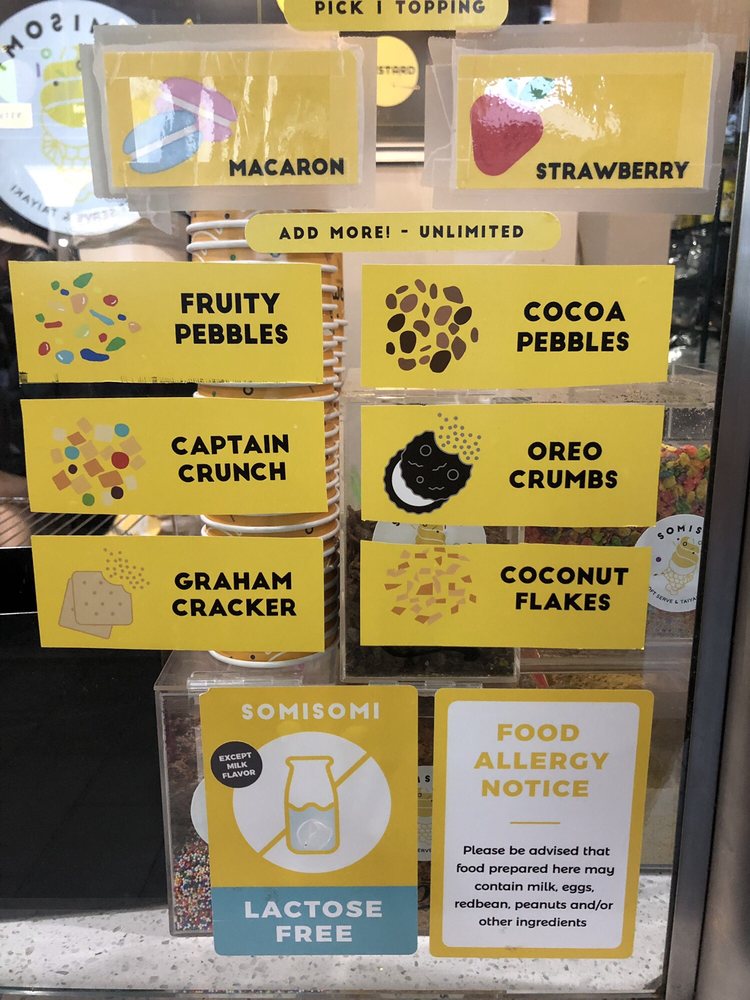 PICK 1 TOPPING
MACARON
STRAWBERRY
ADD MORE! - UNLIMITED
FRUITY
PEBBLES
COCOA
PEBBLES
CAPTAIN
CRUNCH
OREO
CRUMBS
GRAHAM
CRACKER
COCONUT
FLAKES
SOMISOMI
EXCEPT
MILK
FLAVOR
LACTOSE
FREE
FOOD
ALLERGY
NOTICE
Please be advised that
food prepared here may
contain milk, eggs,
redbean, peanuts and/or
other ingredients